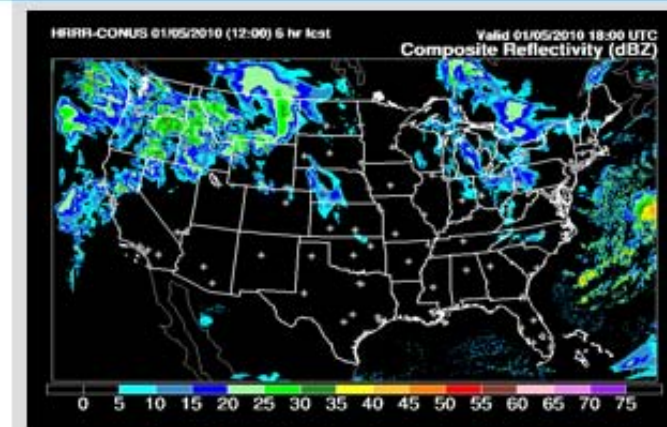 HRRR-CONUS 01/05/2010 (12:00) 6 hr fcst
Valid 01/05/2010 18:00 UTC
Composite Reflectivity (dBZ)
0 5 10 15 20 25 30 35 40 45 50 55 60 65 70 75